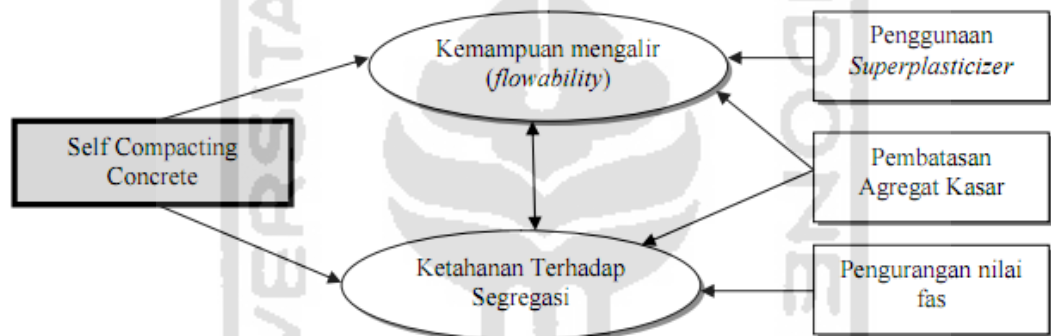 Kemampuan mengalir
(flowability)
Penggunaan
Superplasticizer
Self Compacting
Concrete
Pembatasan
Agregat Kasar
Ketahanan Terhadap
Segregasi
Pengurangan nilai
fas